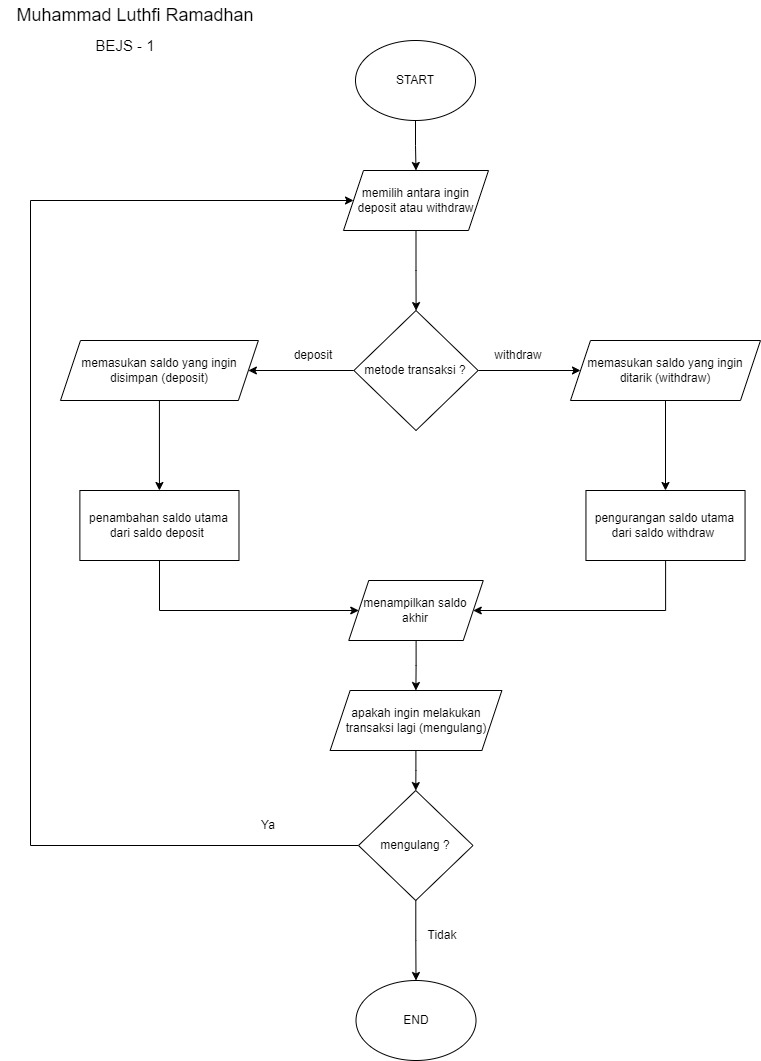 Muhammad Luthfi Ramadhan
BEJS - 1
START
memilih antara ingin
deposit atau withdraw
metode transaksi ?
deposit
withdraw
memasukan saldo yang ingin
disimpan (deposit)
memasukan saldo yang ingin
ditarik (withdraw)
penambahan saldo utama
dari saldo deposit
pengurangan saldo utama
dari saldo withdraw
menampilkan saldo
akhir
apakah ingin melakukan
transaksi lagi (mengulang)
Ya
mengulang ?
Tidak
END